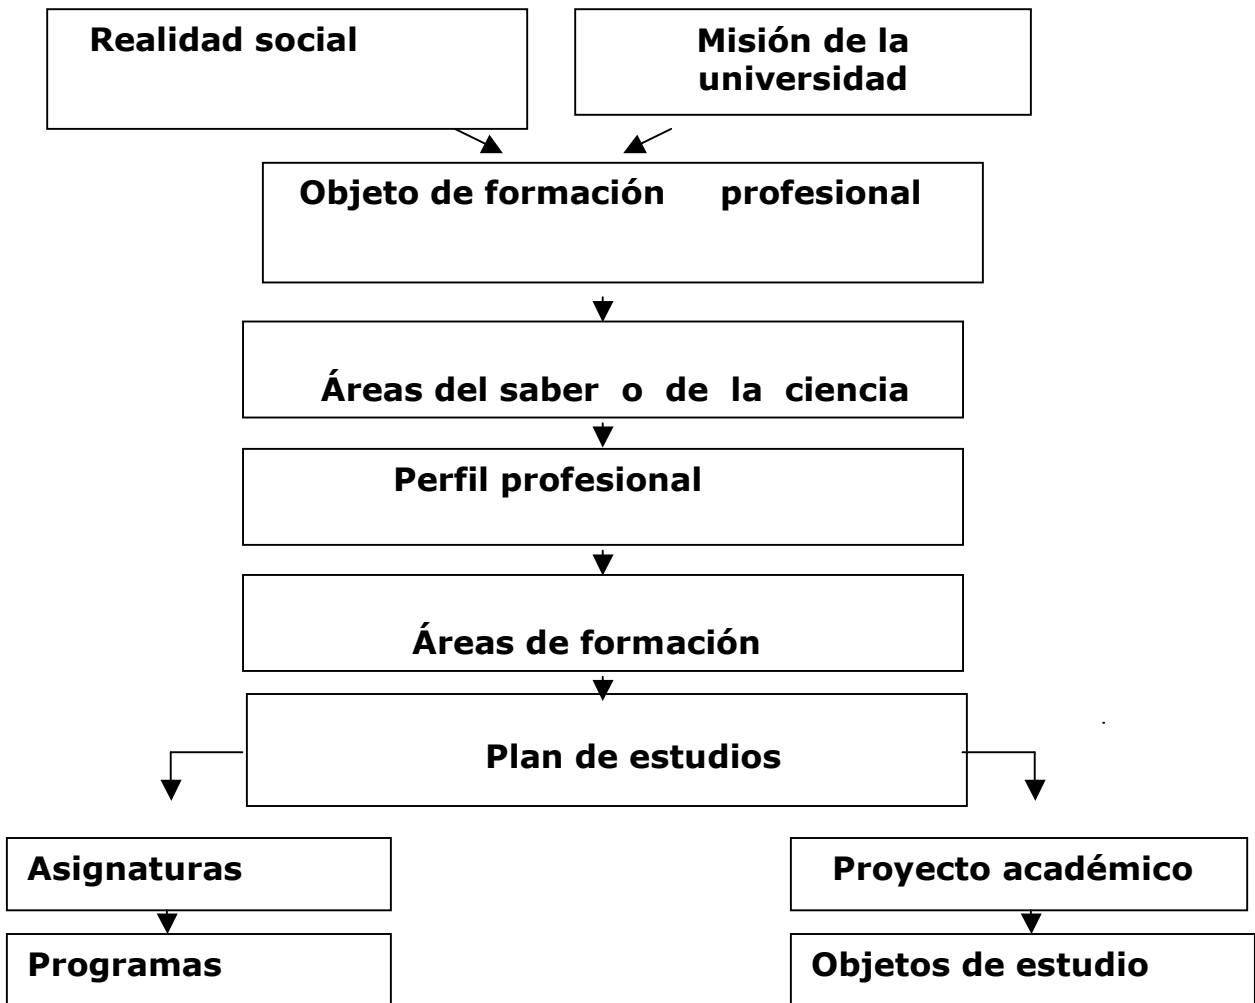 Realidad social
Misión de la
universidad
Objeto de formación profesional
Áreas del saber o de la ciencia
Perfil profesional
Áreas de formación
Plan de estudios
Asignaturas
Proyecto académico
Programas
Objetos de estudio